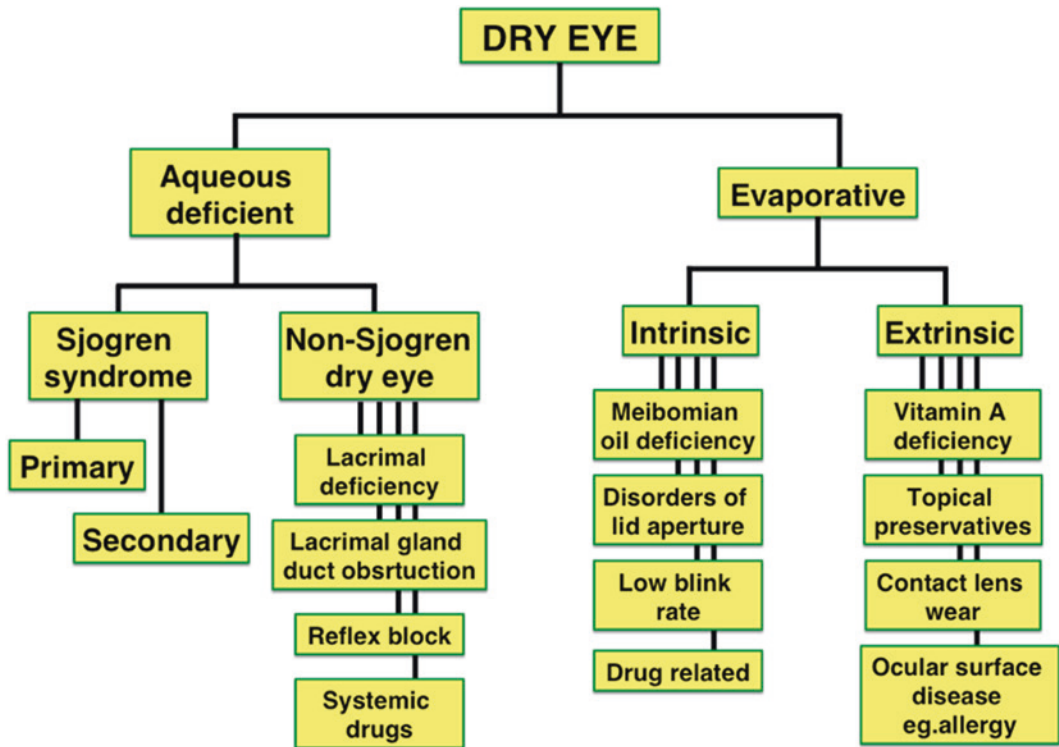 DRY EYE
Aqueous
deficient
Evaporative
Sjogren
syndrome
Non-Sjogren
dry eye
Intrinsic
Extrinsic
Primary
Secondary
Lacrimal
deficiency
Lacrimal gland
duct obsrtuction
Reflex block
Systemic
drugs
Meibomian
oil deficiency
Disorders of
lid aperture
Low blink
rate
Drug related
Vitamin A
deficiency
Topical
preservatives
Contact lens
wear
Ocular surface
disease
eg.allergy